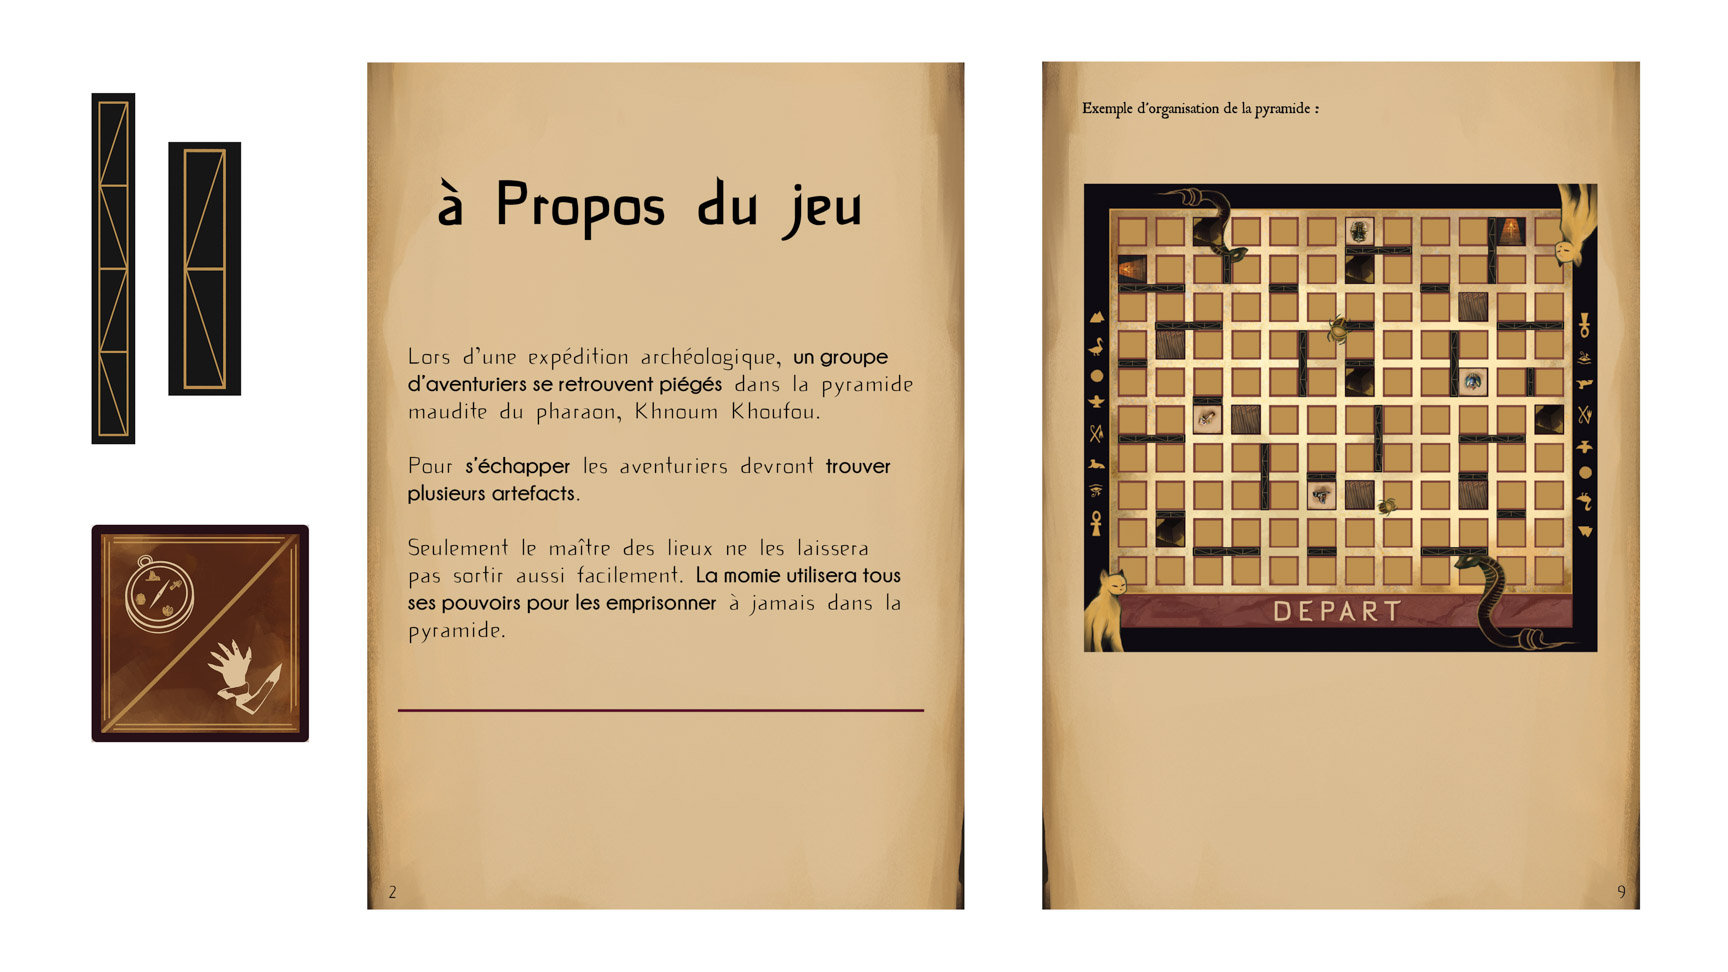 à Propos du jeu
Lors d'une expédition archéologique, un groupe
d'aventuriers se retrouvent piégés dans la pyramide
maudite du pharaon, Khnoum Khoufou.
Pour s'échapper les aventuriers devront trouver
plusieurs artefacts.
Seulement le maître des lieux ne les laissera
pas sortir aussi facilement. La momie utilisera tous
ses pouvoirs pour les emprisonner à jamais dans la
pyramide.
2
Exemple d'organisation de la pyramide :
DEPART
9